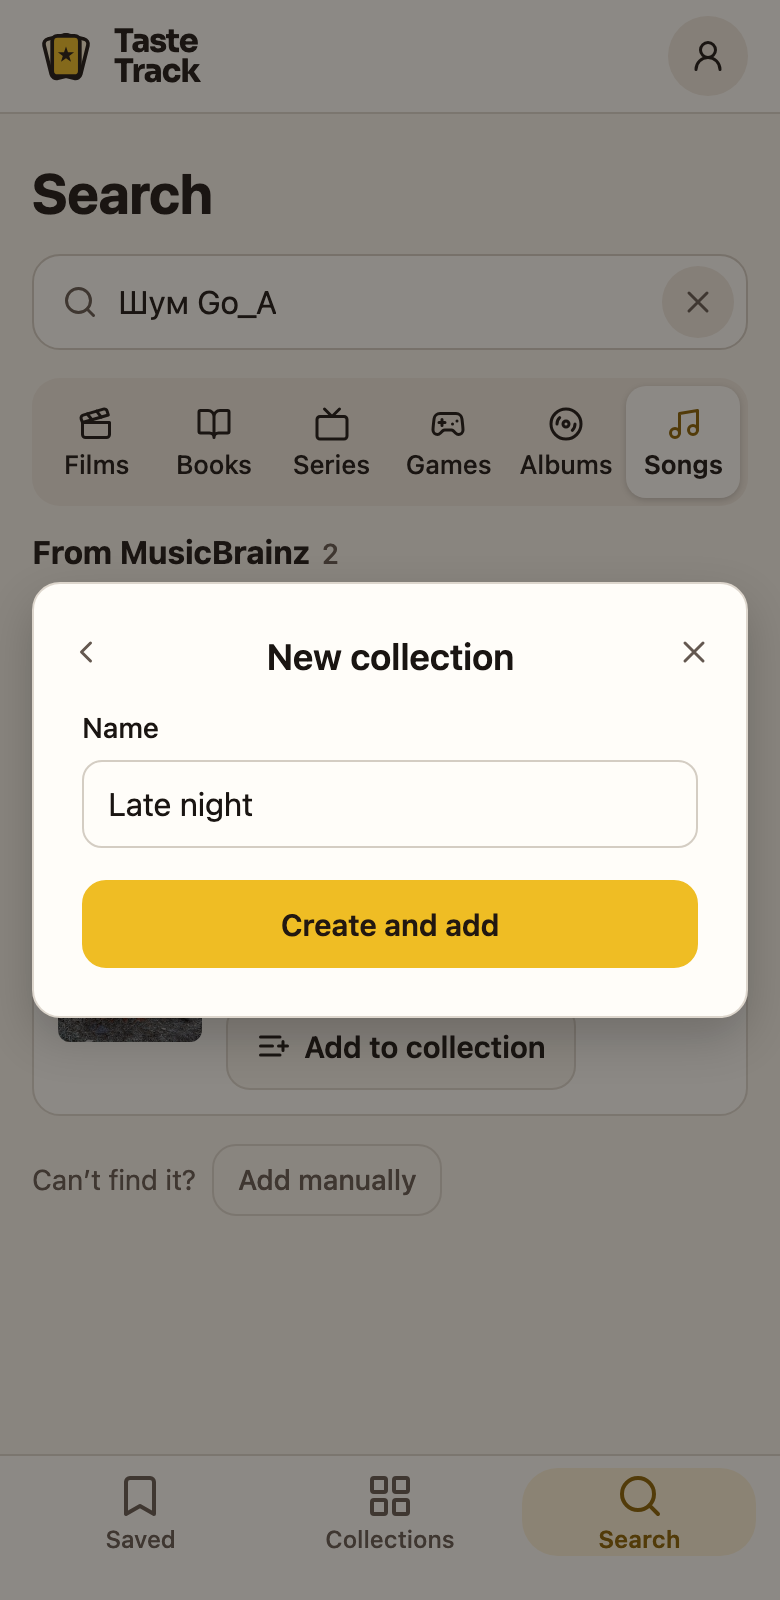 Taste
Track
Search
Шум Go_A
Films
Books
Series
Games
Albums
Songs
From MusicBrainz 2
New collection
Name
Late night
Create and add
Add to collection
Can’t find it?
Add manually
Saved
Collections
Search